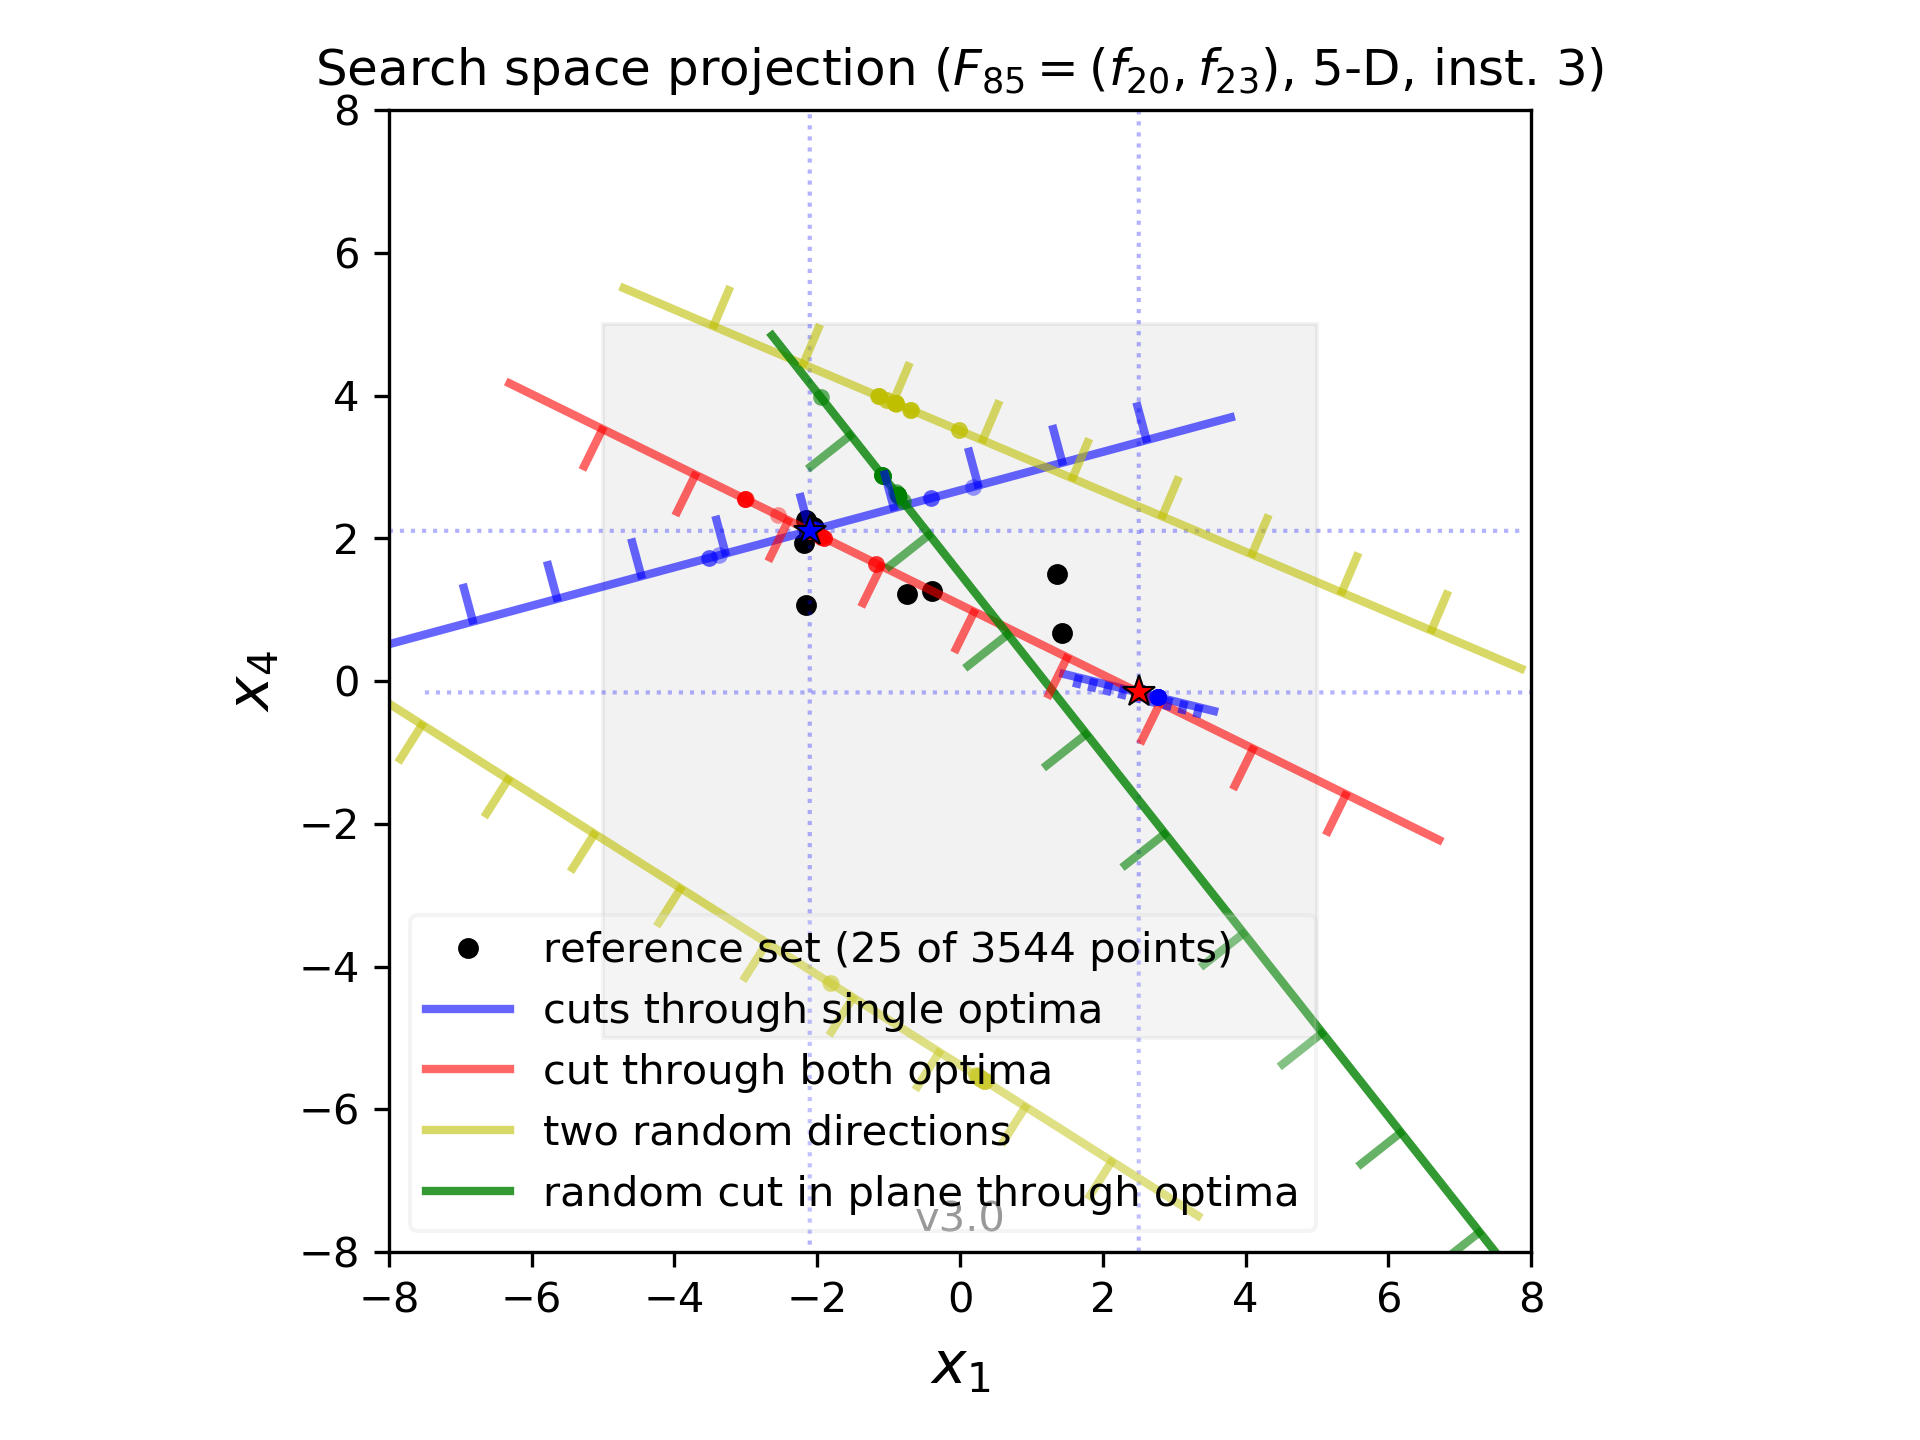 Search space projection (F₈₅ = (f₂₀, f₂₃), 5-D, inst. 3)
8
6
4
2
0
−2
−4
−6
−8
x₄
reference set (25 of 3544 points)
cuts through single optima
cut through both optima
two random directions
random cut in plane through optima
v3.0
−8 −6 −4 −2 0 2 4 6 8
x₁